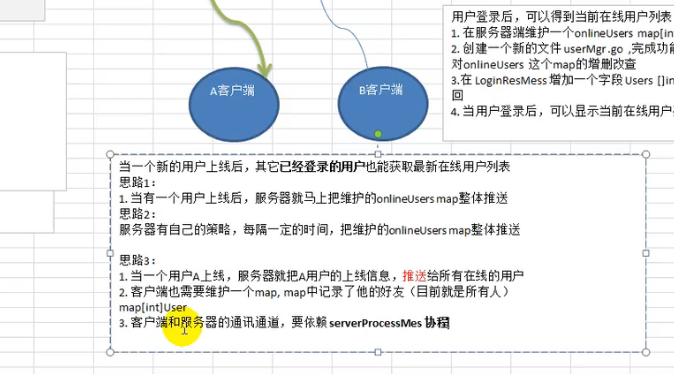 A客户端
B客户端
用户登录后，可以得到当前在线用户列表
1. 在服务器端维护一个onlineUsers map[int
2. 创建一个新的文件 userMgr.go ,完成功能
对onlineUsers 这个map的增删改查
3.在 LoginResMess 增加一个字段 Users []in
回
4. 当用户登录后，可以显示当前在线用户
当一个新的用户上线后，其它已经登录的用户也能获取最新在线用户列表
思路1：
1. 当有一个用户上线后，服务器就马上把维护的onlineUsers map整体推送
思路2：
服务器有自己的策略，每隔一定的时间，把维护的onlineUsers map整体推送
思路3：
1. 当一个用户A上线，服务器就把A用户的上线信息，推送给所有在线的用户
2. 客户端也需要维护一个map, map中记录了他的好友（目前就是所有人）
map[int]User
3. 客户端和服务器的通讯通道，要依赖 serverProcessMes 协程